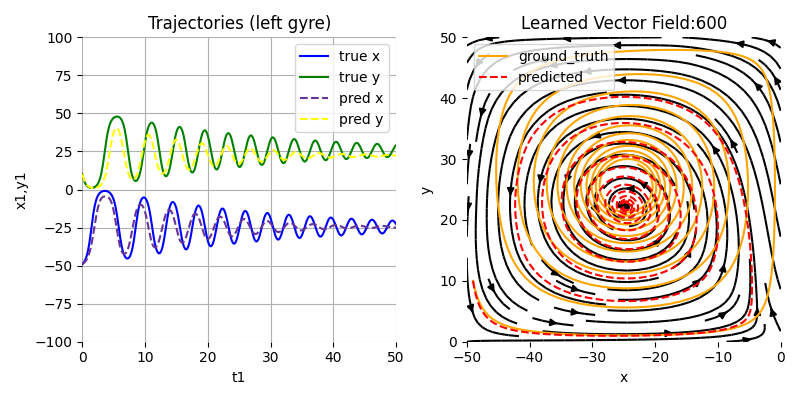 Trajectories (left gyre)
x1,y1
100
75
50
25
0
−25
−50
−75
−100
0
10
20
30
40
50
t1
true x
true y
pred x
pred y
Learned Vector Field:600
y
50
40
30
20
10
0
−50
−40
−30
−20
−10
0
x
ground_truth
predicted